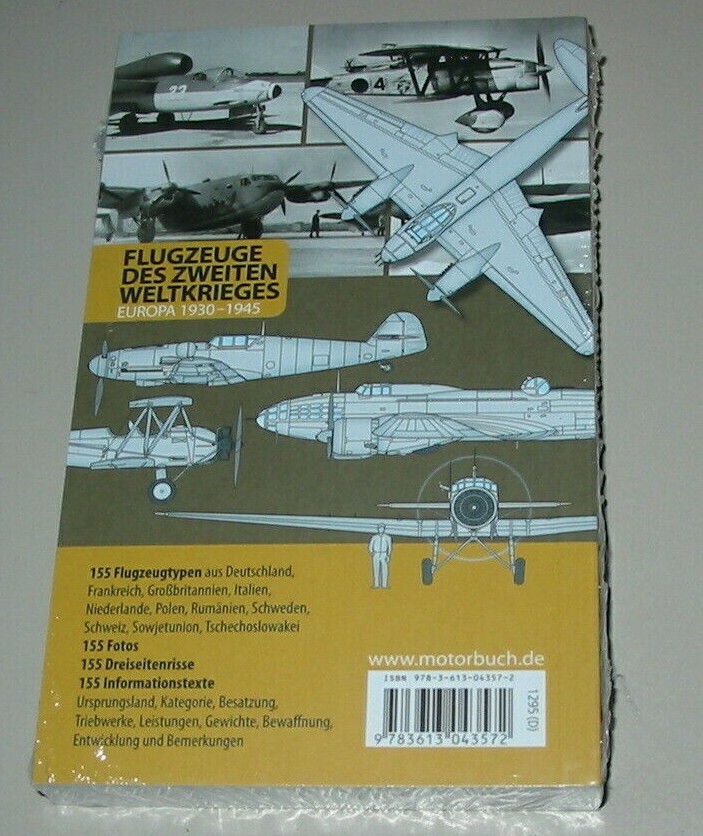 23
4
FLUGZEUGE
DES ZWEITEN
WELTKRIEGES
EUROPA 1930–1945
155 Flugzeugtypen aus Deutschland,
Frankreich, Großbritannien, Italien,
Niederlande, Polen, Rumänien, Schweden,
Schweiz, Sowjetunion, Tschechoslowakei
155 Fotos
155 Dreiseitenrisse
155 Informationstexte
Ursprungsland, Kategorie, Besatzung,
Triebwerke, Leistungen, Gewichte, Bewaffnung,
Entwicklung und Bemerkungen
www.motorbuch.de
ISBN 978-3-613-04357-2
9 783613 043572
1295 (D)